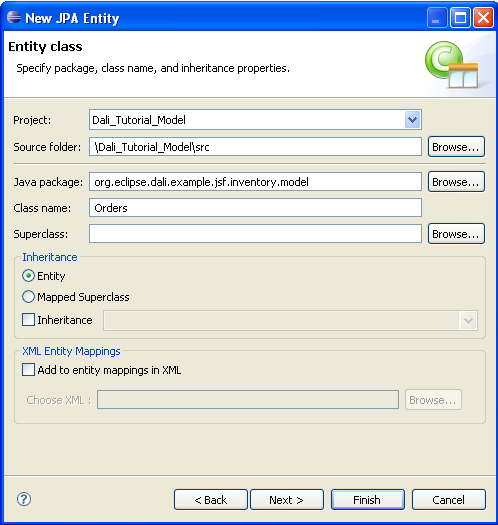 New JPA Entity
Entity class
Specify package, class name, and inheritance properties.
Project: Dali_Tutorial_Model
Source folder: \Dali_Tutorial_Model\src Browse...
Java package: org.eclipse.dali.example.jsf.inventory.model Browse...
Class name: Orders
Superclass: Browse...
Inheritance
Entity
Mapped Superclass
Inheritance
XML Entity Mappings
Add to entity mappings in XML
Choose XML : Browse...
? < Back Next > Finish Cancel